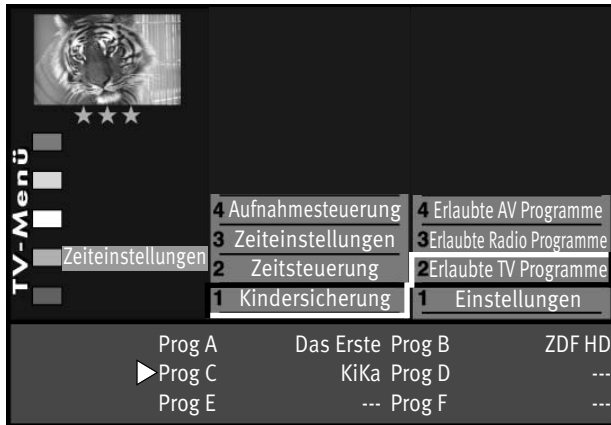 TV-Menü
Zeiteinstellungen
4 Aufnahmesteuerung
3 Zeiteinstellungen
2 Zeitsteuerung
1 Kindersicherung
4 Erlaubte AV Programme
3 Erlaubte Radio Programme
2 Erlaubte TV Programme
1 Einstellungen
Prog A Das Erste Prog B ZDF HD
Prog C KiKa Prog D ---
Prog E --- Prog F ---